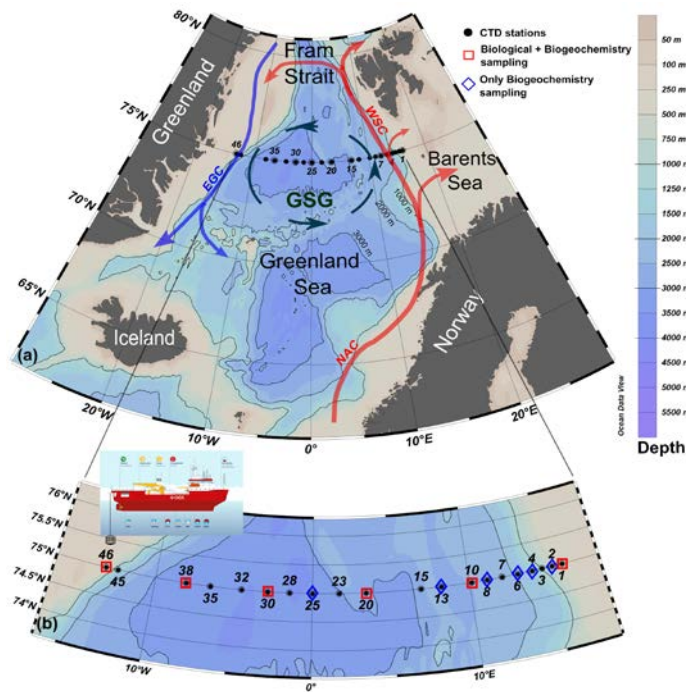 80°N
75°N
70°N
65°N
20°W
10°W
0°
10°E
20°E
Greenland
Fram
Strait
WSC
EGC
46
35
30
25
20
15
7
1
Barents
Sea
1000 m
2000 m
3000 m
GSG
Greenland
Sea
Iceland
Norway
NAC
(a)
CTD stations
Biological + Biogeochemistry
sampling
Only Biogeochemistry
sampling
50 m
100 m
250 m
500 m
750 m
1000 m
1500 m
2000 m
2500 m
3000 m
3500 m
4000 m
4500 m
5000 m
5500 m
Ocean Data View
Depth
76°N
75.5°N
75°N
74.5°N
74°N
46
45
38
35
32
30
28
25
23
20
15
13
10
8
7
6
4
3
2
1
(b)
10°W
0°
10°E